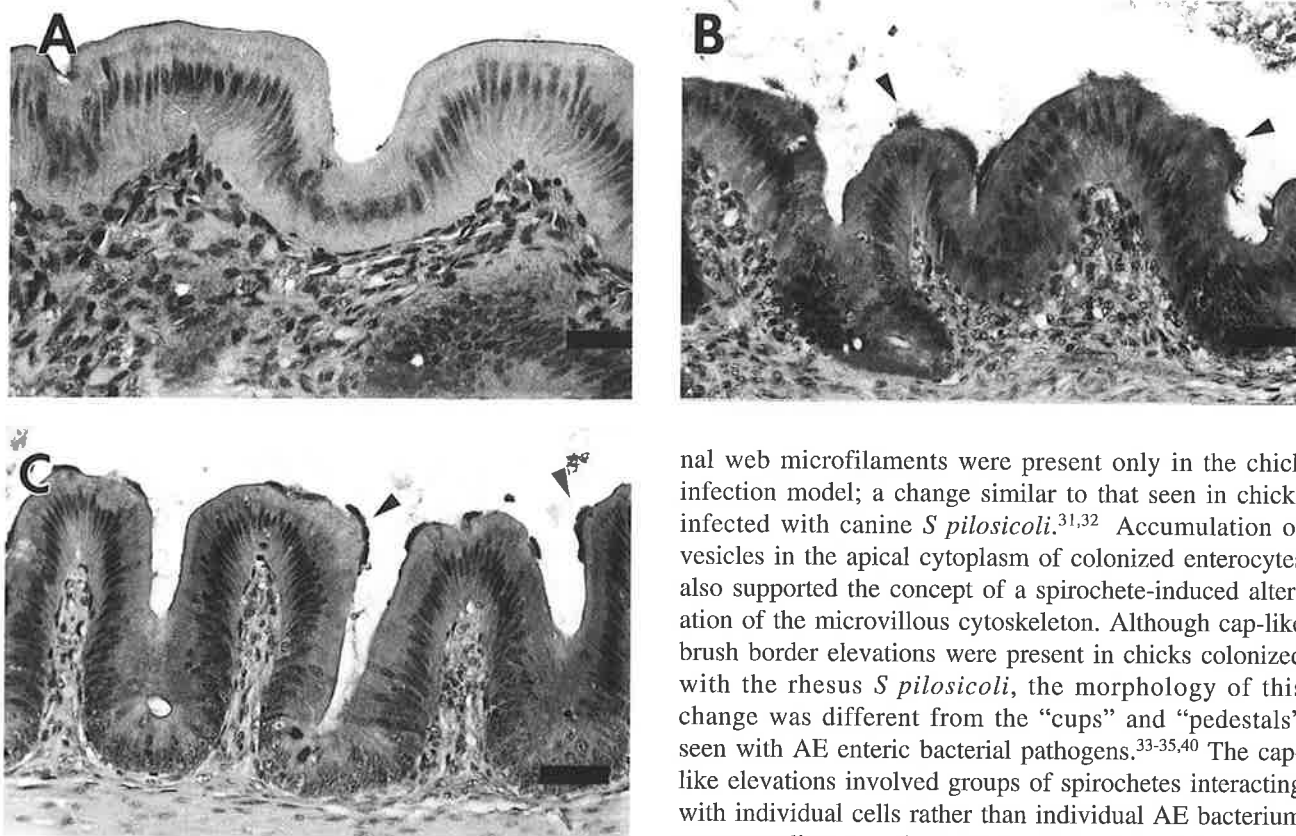 A
B
C
nal web microfilaments were present only in the chick
infection model; a change similar to that seen in chick
infected with canine S pilosicoli.31,32 Accumulation o
vesicles in the apical cytoplasm of colonized enterocyte
also supported the concept of a spirochete-induced alter
ation of the microvillous cytoskeleton. Although cap-like
brush border elevations were present in chicks colonized
with the rhesus S pilosicoli, the morphology of this
change was different from the “cups” and “pedestals”
seen with AE enteric bacterial pathogens.33-35,40 The cap-
like elevations involved groups of spirochetes interacting
with individual cells rather than individual AE bacterium